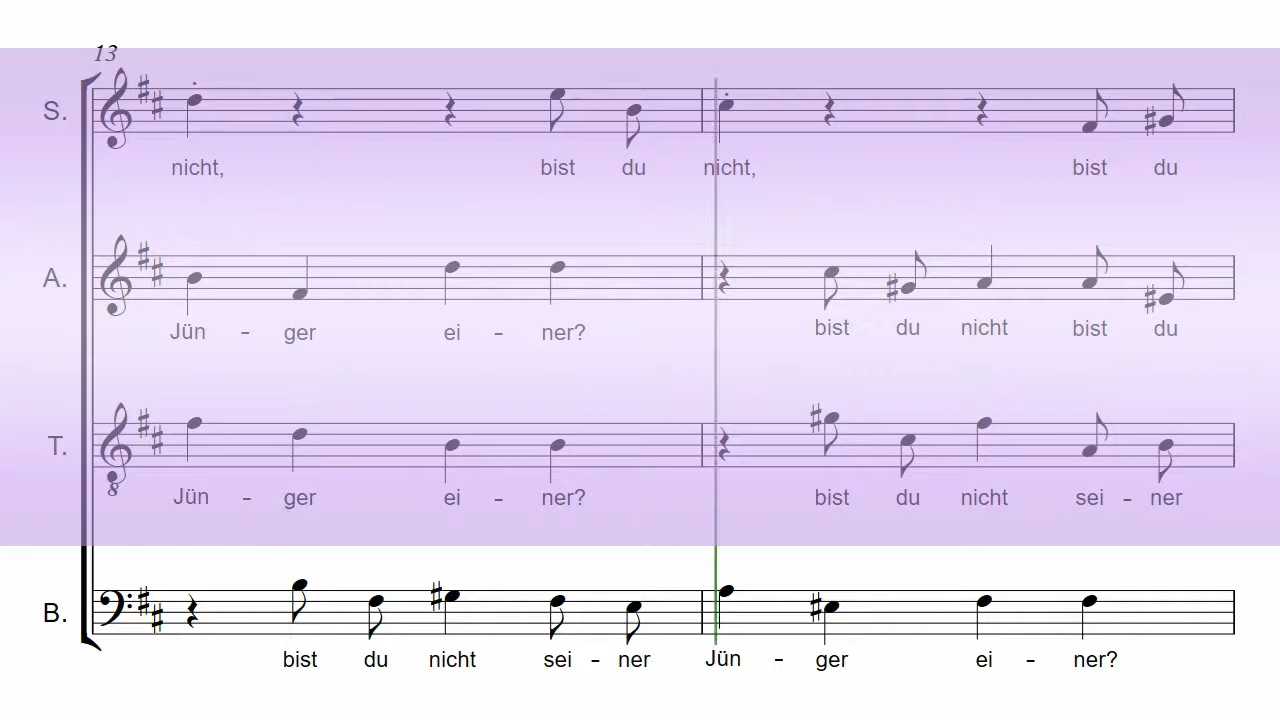 13
S.
nicht, bist du nicht, bist du
A.
Jün - ger ei - ner? bist du nicht bist du
T.
8
Jün - ger ei - ner? bist du nicht sei - ner
B.
bist du nicht sei - ner Jün - ger ei - ner?